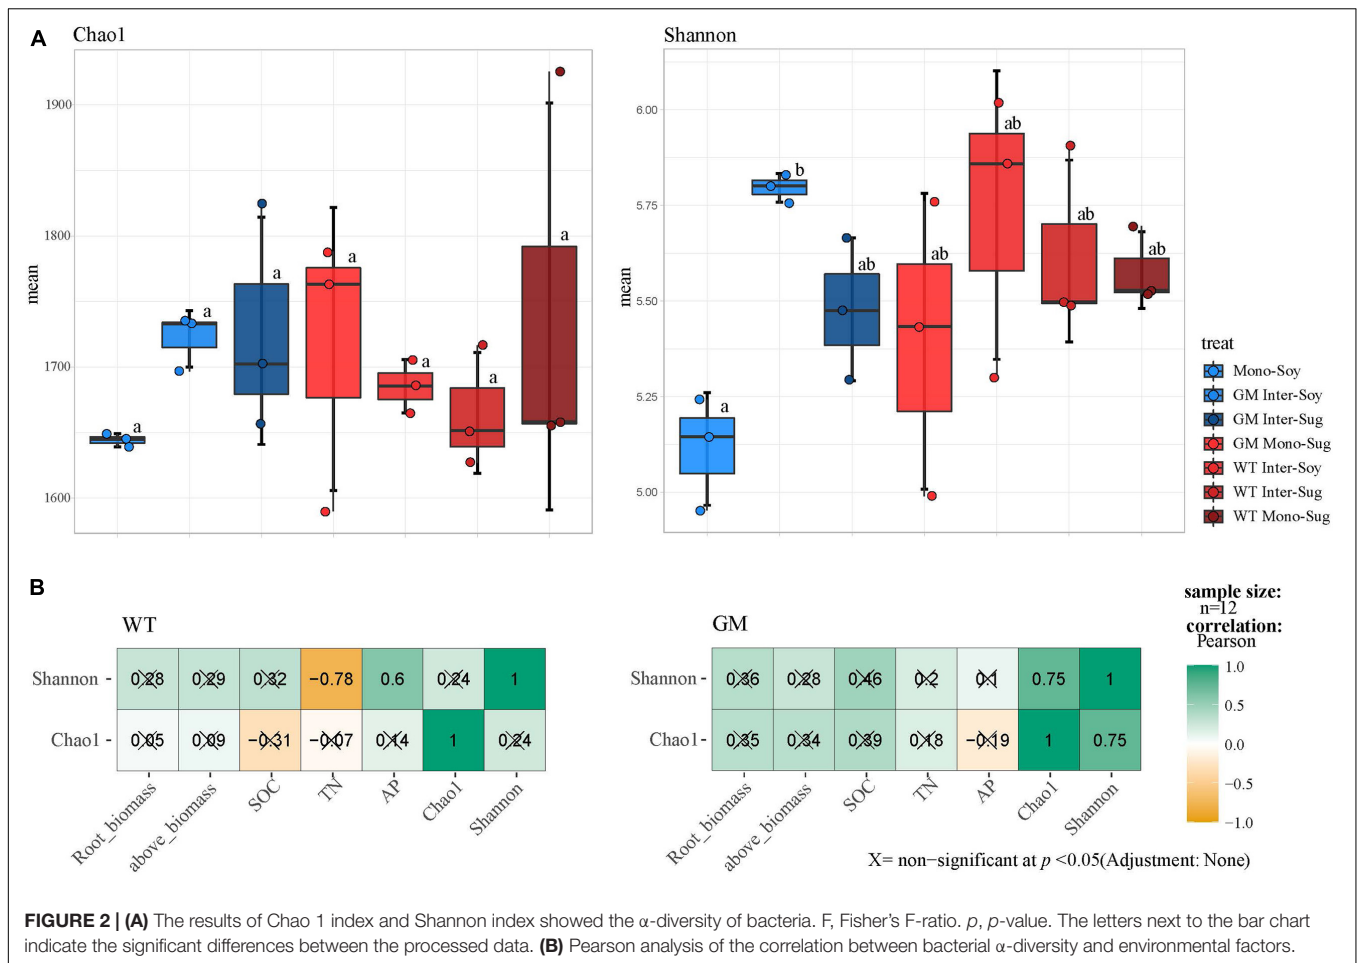 A
Chao1
Shannon
1900
1800
1700
1600
mean
a
a
a
a
a
a
a
6.00
5.75
5.50
5.25
5.00
mean
a
b
ab
ab
ab
ab
ab
treat
Mono-Soy
GM Inter-Soy
GM Inter-Sug
GM Mono-Sug
WT Inter-Soy
WT Inter-Sug
WT Mono-Sug
B
WT
Shannon
0.28 0.29 0.32 −0.78 0.6 0.24 1
Chao1
0.05 0.09 −0.31 −0.07 0.14 1 0.24
Root_biomass
above_biomass
SOC
TN
AP
Chao1
Shannon
GM
Shannon
0.36 0.28 0.46 0.2 0.1 0.75 1
Chao1
0.35 0.34 0.39 0.18 −0.19 1 0.75
Root_biomass
above_biomass
SOC
TN
AP
Chao1
Shannon
sample size:
n=12
correlation:
Pearson
1.0
0.5
0.0
−0.5
−1.0
X= non−significant at p <0.05(Adjustment: None)
FIGURE 2 | (A) The results of Chao 1 index and Shannon index showed the α-diversity of bacteria. F, Fisher's F-ratio. p, p-value. The letters next to the bar chart
indicate the significant differences between the processed data. (B) Pearson analysis of the correlation between bacterial α-diversity and environmental factors.